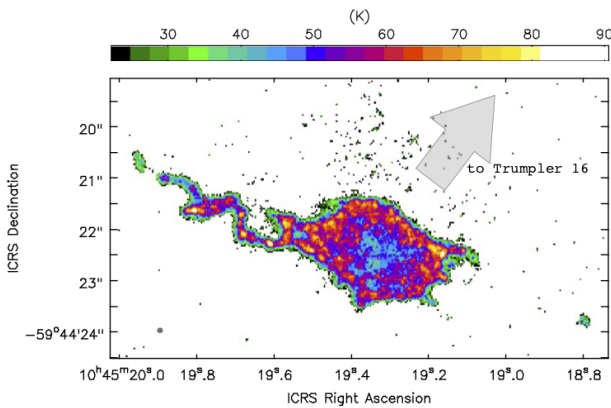 (K)
30 40 50 60 70 80 90
20"
to Trumpler 16
21"
22"
23"
−59°44'24"
10ʰ45ᵐ20ˢ.0 19ˢ.8 19ˢ.6 19ˢ.4 19ˢ.2 19ˢ.0 18ˢ.8
ICRS Right Ascension
ICRS Declination